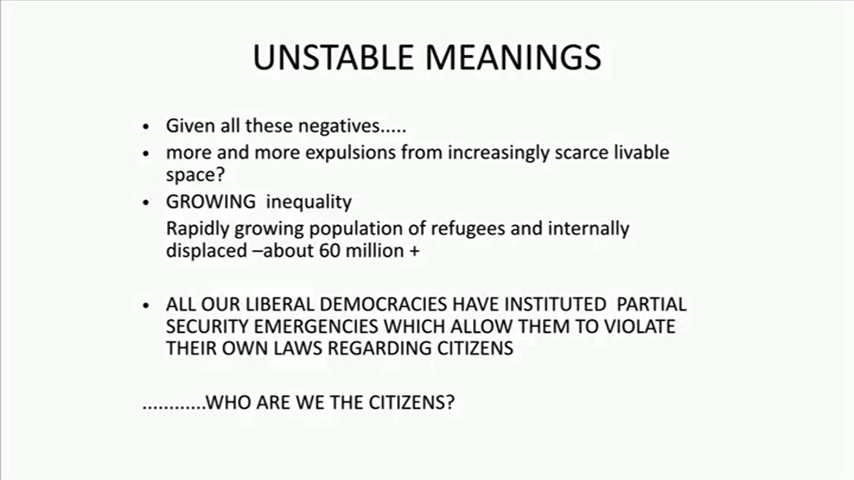 UNSTABLE MEANINGS
• Given all these negatives.....
• more and more expulsions from increasingly scarce livable
space?
• GROWING  inequality
Rapidly growing population of refugees and internally
displaced –about 60 million +
• ALL OUR LIBERAL DEMOCRACIES HAVE INSTITUTED  PARTIAL
SECURITY EMERGENCIES WHICH ALLOW THEM TO VIOLATE
THEIR OWN LAWS REGARDING CITIZENS
............WHO ARE WE THE CITIZENS?